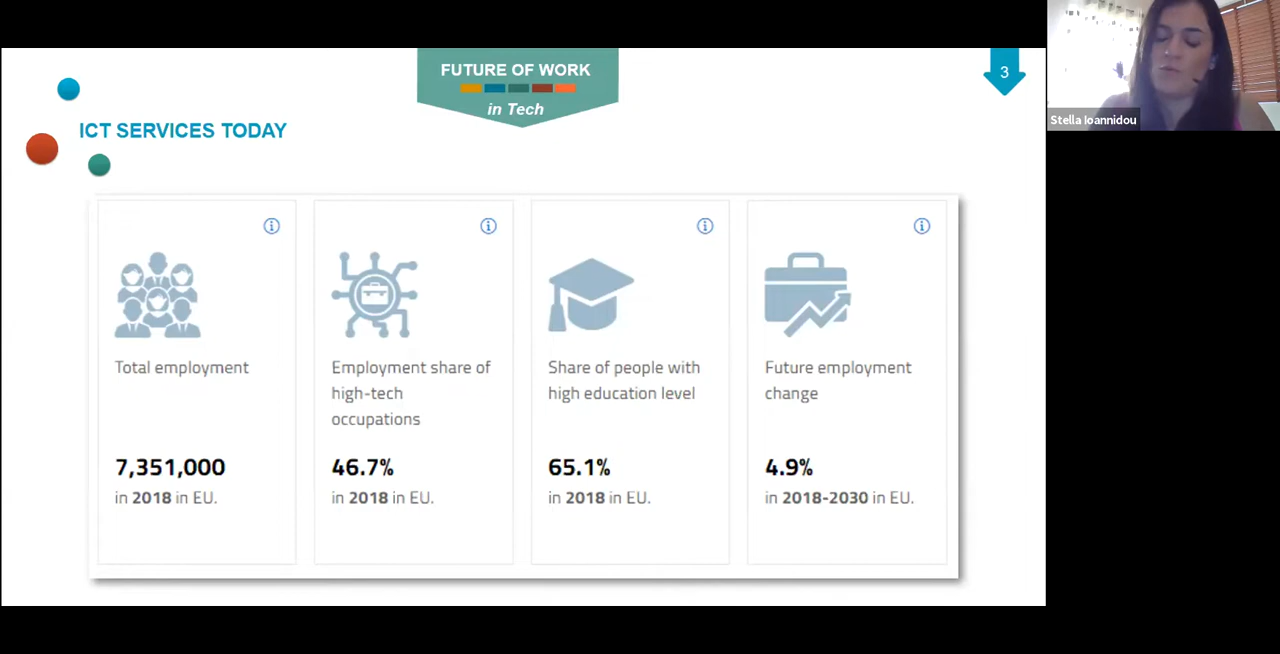 FUTURE OF WORK
in Tech
3
Stella Ioannidou
ICT SERVICES TODAY
Total employment
7,351,000
in 2018 in EU.
Employment share of
high-tech
occupations
46.7%
in 2018 in EU.
Share of people with
high education level
65.1%
in 2018 in EU.
Future employment
change
4.9%
in 2018-2030 in EU.